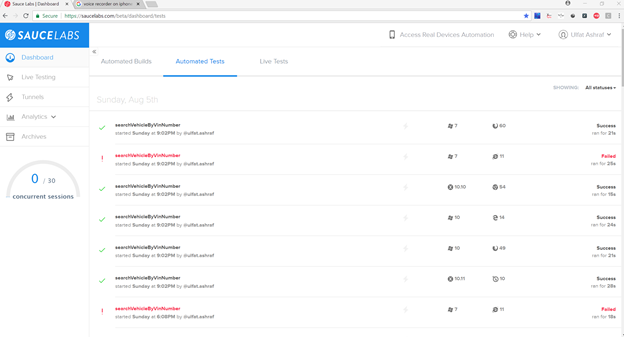 Sauce Labs | Dashboard
voice recorder on iphone
Secure
https://saucelabs.com/beta/dashboard/tests
SAUCELABS
Access Real Devices Automation
Help
Ulfat Ashraf
Dashboard
Live Testing
Tunnels
Analytics
Archives
0 / 30
concurrent sessions
Automated Builds
Automated Tests
Live Tests
SHOWING: All statuses
Sunday, Aug 5th
searchVehicleByVinNumber
7
60
Success
started Sunday at 9:02PM by @ulfat.ashraf
ran for 31s
searchVehicleByVinNumber
7
11
Failed
started Sunday at 9:02PM by @ulfat.ashraf
ran for 25s
searchVehicleByVinNumber
10.10
54
Success
started Sunday at 9:02PM by @ulfat.ashraf
ran for 18s
searchVehicleByVinNumber
10
14
Success
started Sunday at 9:02PM by @ulfat.ashraf
ran for 24s
searchVehicleByVinNumber
10
49
Success
started Sunday at 9:02PM by @ulfat.ashraf
ran for 21s
searchVehicleByVinNumber
10.11
10
Success
started Sunday at 9:02PM by @ulfat.ashraf
ran for 38s
searchVehicleByVinNumber
7
11
Failed
started Sunday at 6:08PM by @ulfat.ashraf
ran for 18s